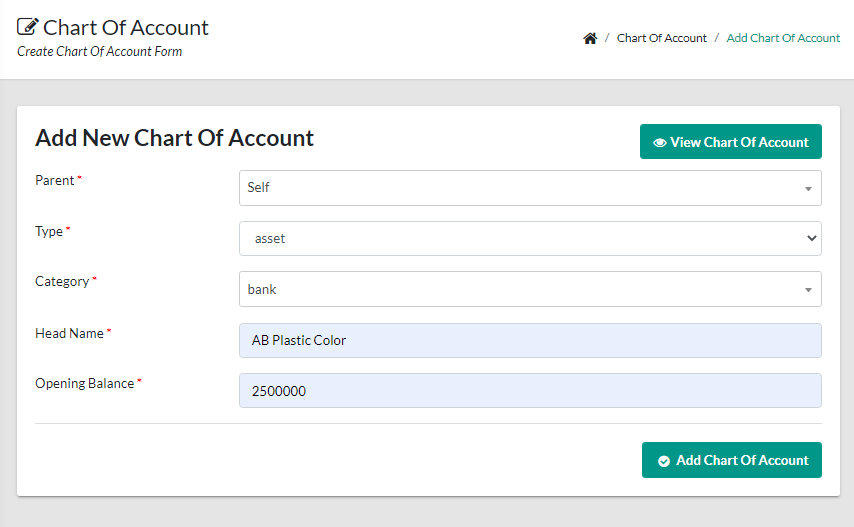 Chart Of Account
Create Chart Of Account Form
/ Chart Of Account / Add Chart Of Account
Add New Chart Of Account
View Chart Of Account
Parent *
Self
Type *
asset
Category *
bank
Head Name *
AB Plastic Color
Opening Balance *
2500000
Add Chart Of Account